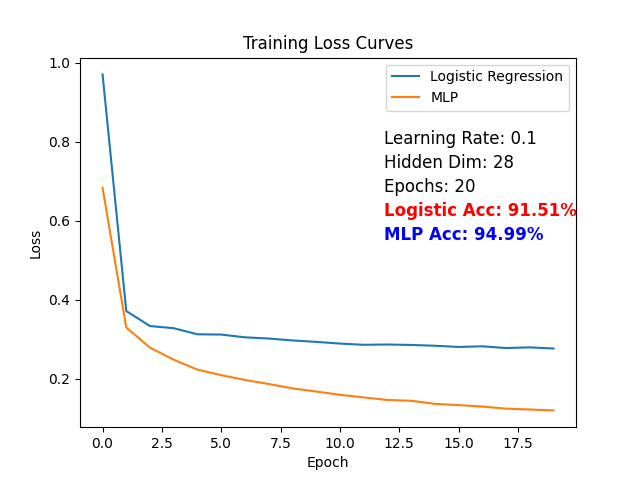 Training Loss Curves
1.0
0.8
0.6
0.4
0.2
Loss
Logistic Regression
MLP
Learning Rate: 0.1
Hidden Dim: 28
Epochs: 20
Logistic Acc: 91.51%
MLP Acc: 94.99%
0.0 2.5 5.0 7.5 10.0 12.5 15.0 17.5
Epoch